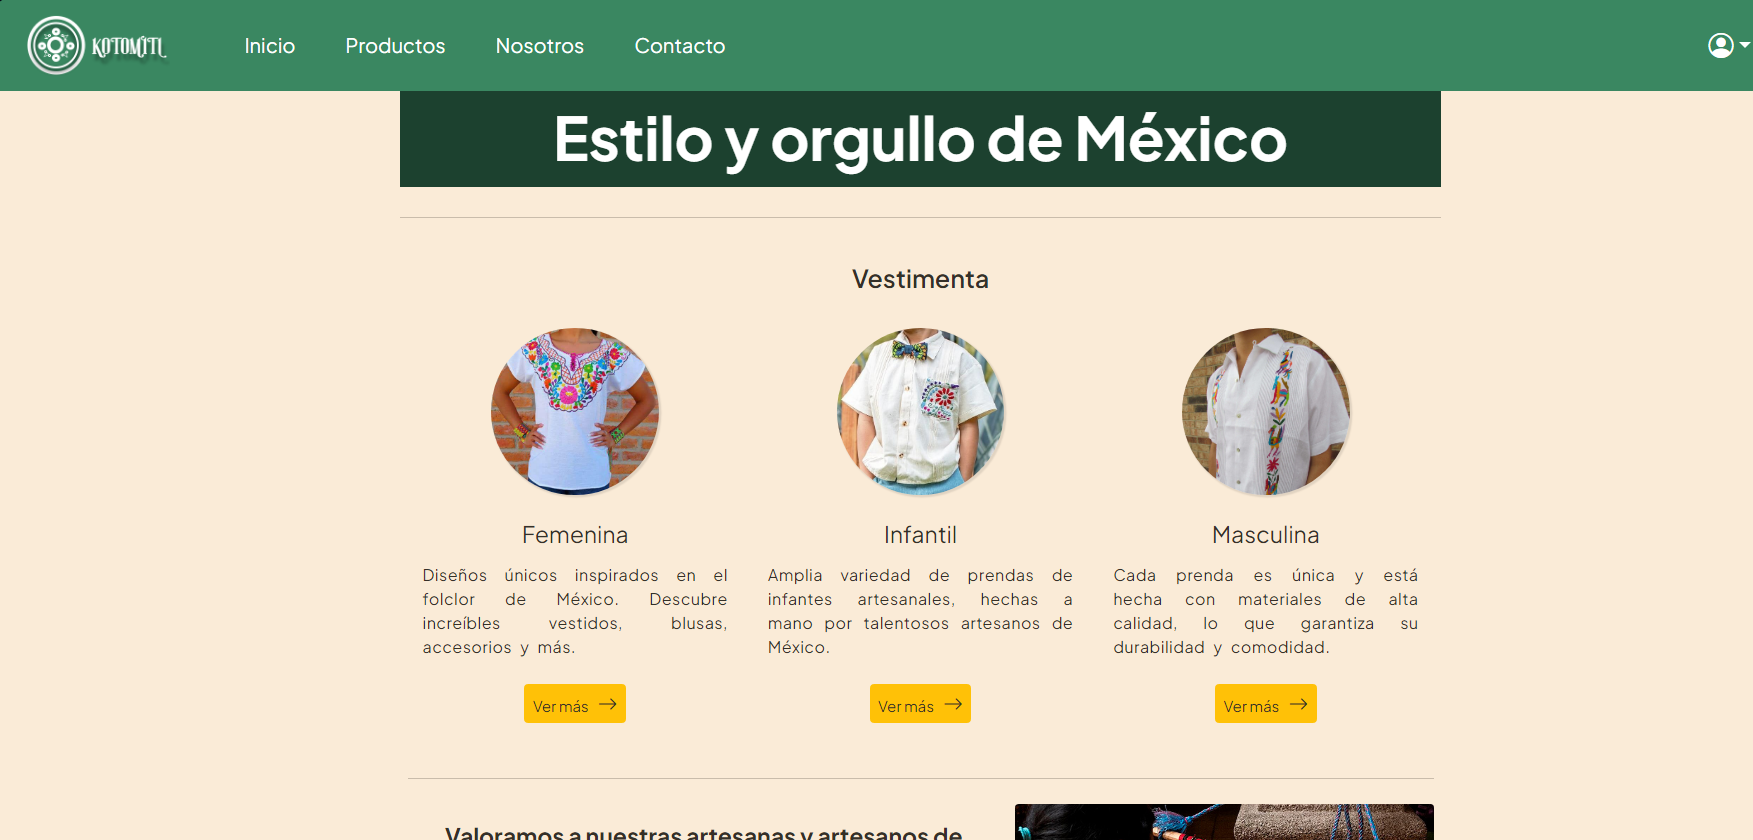 KOTOMITL
Inicio
Productos
Nosotros
Contacto
Estilo y orgullo de México
Vestimenta
Femenina
Diseños únicos inspirados en el
folclor de México. Descubre
increíbles vestidos, blusas,
accesorios y más.
Ver más
Infantil
Amplia variedad de prendas de
infantes artesanales, hechas a
mano por talentosos artesanos de
México.
Ver más
Masculina
Cada prenda es única y está
hecha con materiales de alta
calidad, lo que garantiza su
durabilidad y comodidad.
Ver más
Valoramos a nuestras artesanas y artesanos de